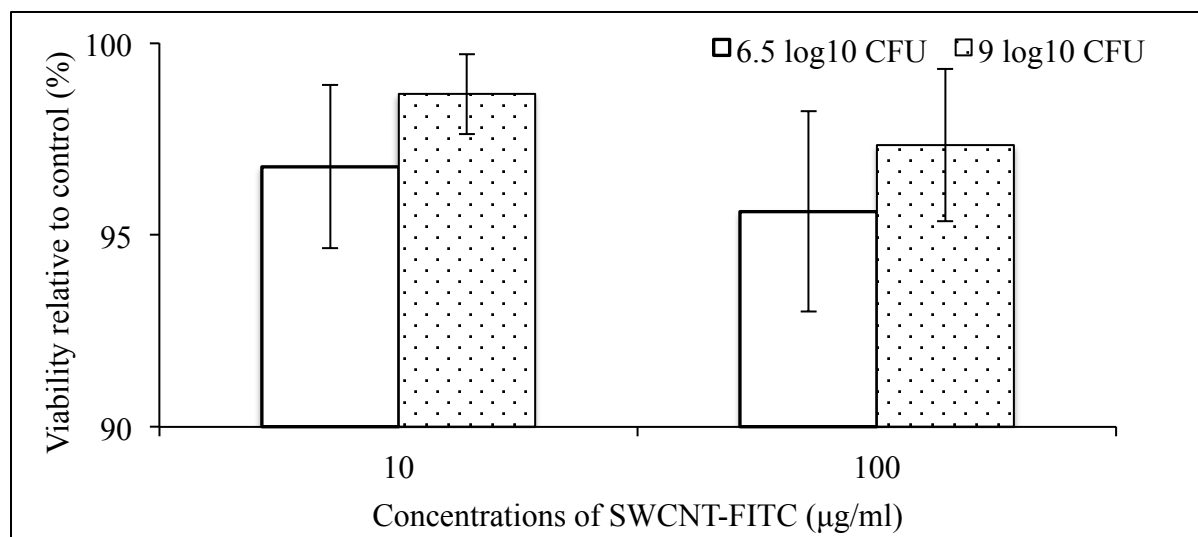 100
6.5 log10 CFU 9 log10 CFU
Viability relative to control (%)
95
90
10 100
Concentrations of SWCNT-FITC (µg/ml)